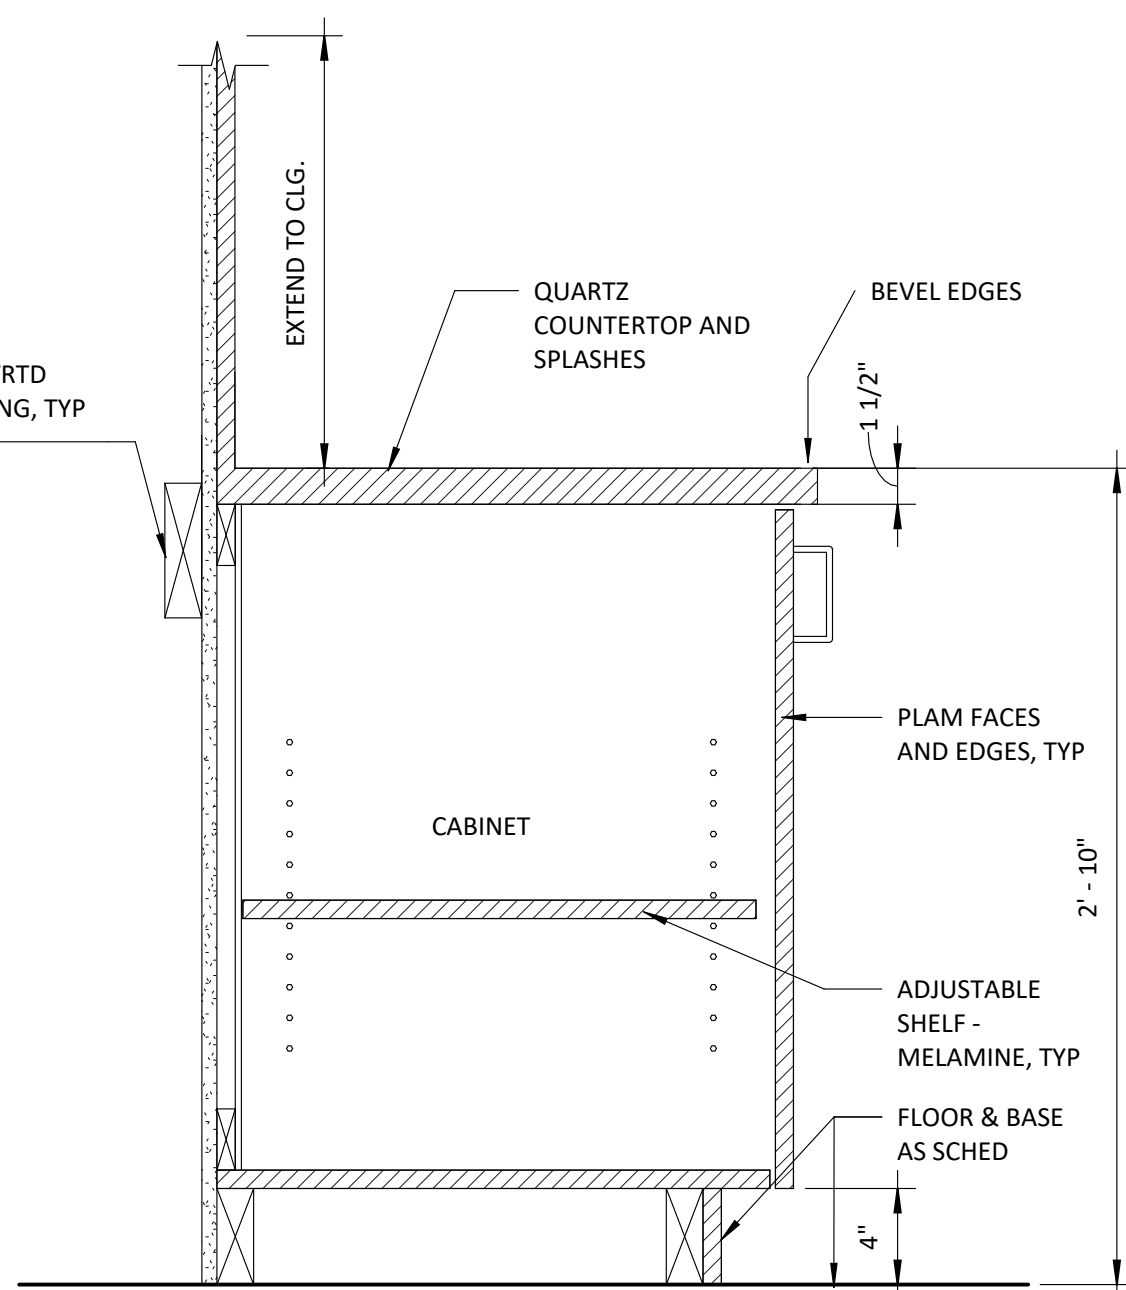 EXTEND TO CLG.
QUARTZ
COUNTERTOP AND
SPLASHES
BEVEL EDGES
1 1/2"
RTD
NG, TYP
PLAM FACES
AND EDGES, TYP
CABINET
2' - 10"
ADJUSTABLE
SHELF -
MELAMINE, TYP
FLOOR & BASE
AS SCHED
4"